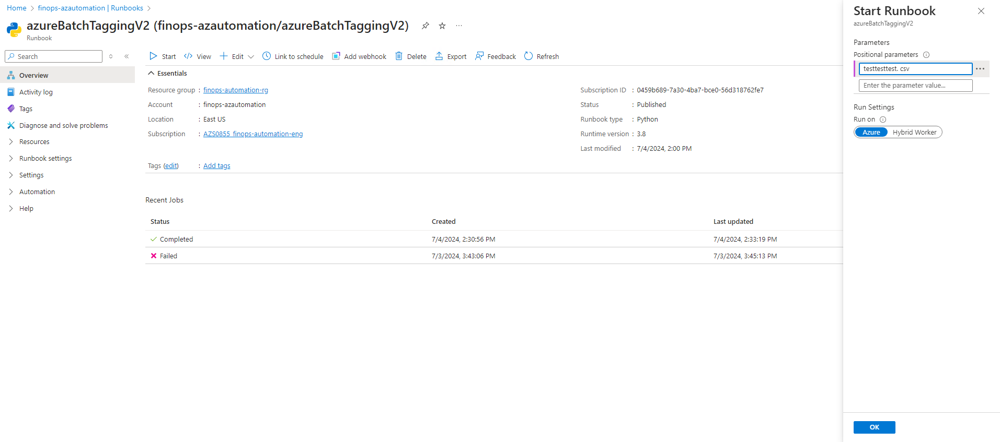 Home > finops-azautomation | Runbooks >
azureBatchTaggingV2 (finops-azautomation/azureBatchTaggingV2)
Runbook
Search
Overview
Activity log
Tags
Diagnose and solve problems
Resources
Runbook settings
Settings
Automation
Help
Start View Edit Link to schedule Add webhook Delete Export Feedback Refresh
Essentials
Resource group : finops-automation-rg
Account : finops-azautomation
Location : East US
Subscription : AZS0855_finops-automation-eng
Subscription ID : 0459b689-7a30-4ba7-bce0-56d318762fe7
Status : Published
Runbook type : Python
Runtime version : 3.8
Last modified : 7/4/2024, 2:00 PM
Tags (edit) : Add tags
Recent Jobs
Status Created Last updated
Completed 7/4/2024, 2:30:56 PM 7/4/2024, 2:33:19 PM
Failed 7/3/2024, 3:43:06 PM 7/3/2024, 3:45:13 PM
Start Runbook
azureBatchTaggingV2
Parameters
Positional parameters
testtesttest. csv
Enter the parameter value...
Run Settings
Run on
Azure Hybrid Worker
OK